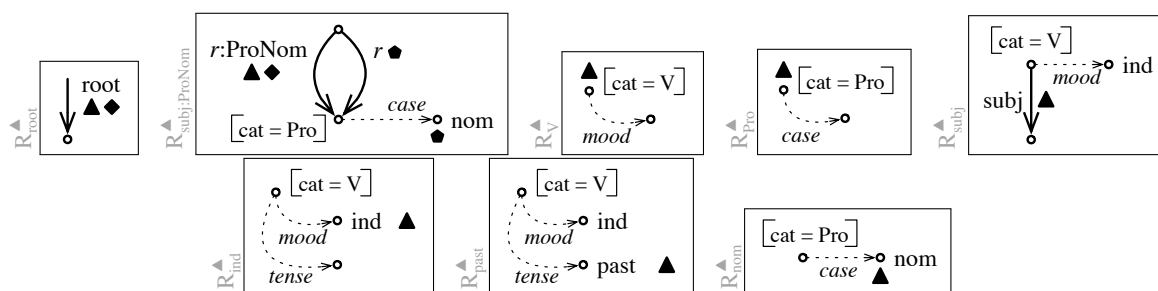 R▲root
root ▲◆
R▲subj:ProNom
r:ProNom
▲◆
r ⬟
[cat = Pro]
case
nom
⬟
R▲V
▲
[cat = V]
mood
R▲Pro
▲
[cat = Pro]
case
R▲subj
[cat = V]
mood
ind
subj ▲
R▲ind
[cat = V]
ind ▲
mood
tense
R▲past
[cat = V]
ind
mood
past ▲
tense
R▲nom
[cat = Pro]
nom
case
▲